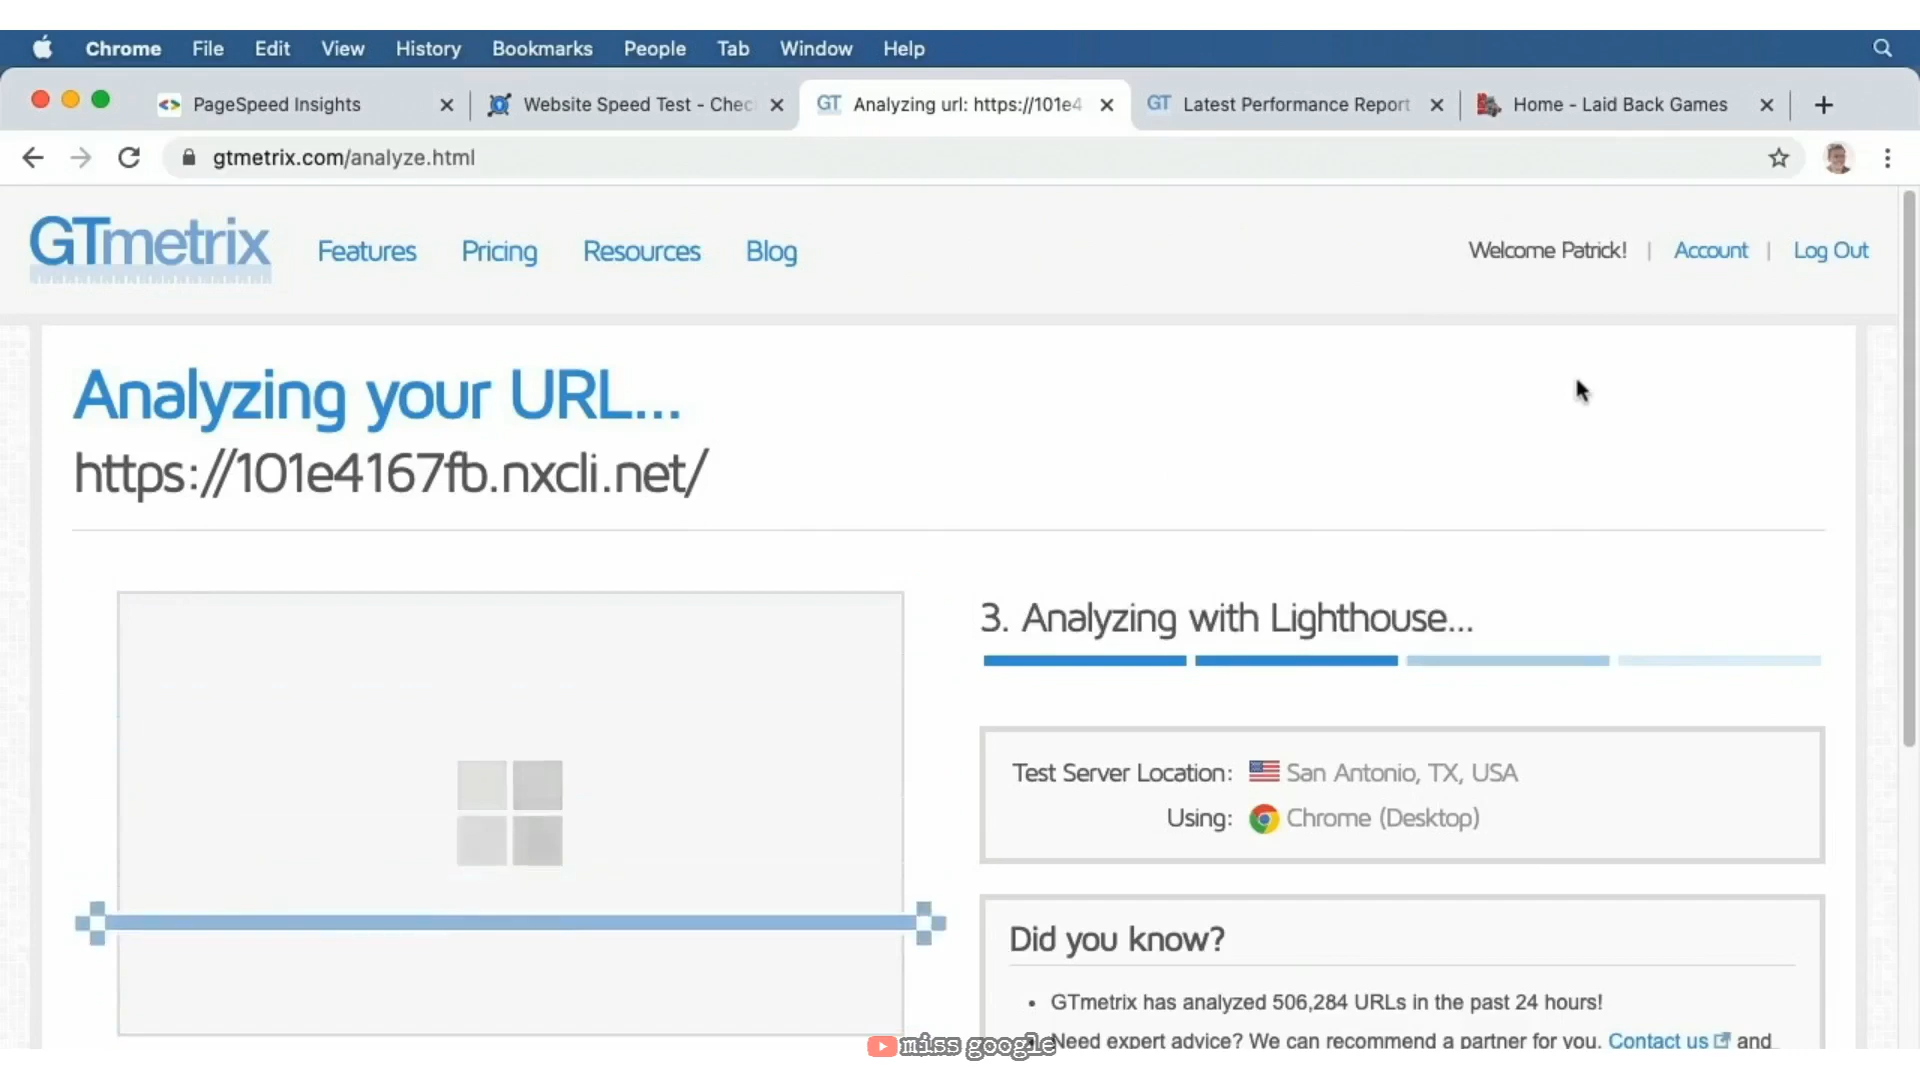 Chrome File Edit View History Bookmarks People Tab Window Help
PageSpeed Insights
Website Speed Test - Chec
GT Analyzing url: https://101e4
GT Latest Performance Report
Home - Laid Back Games
gtmetrix.com/analyze.html
GTmetrix
Features Pricing Resources Blog
Welcome Patrick! | Account | Log Out
Analyzing your URL...
https://101e4167fb.nxcli.net/
3. Analyzing with Lighthouse...
Test Server Location: San Antonio, TX, USA
Using: Chrome (Desktop)
Did you know?
• GTmetrix has analyzed 506,284 URLs in the past 24 hours!
Need expert advice? We can recommend a partner for you. Contact us and
miss google